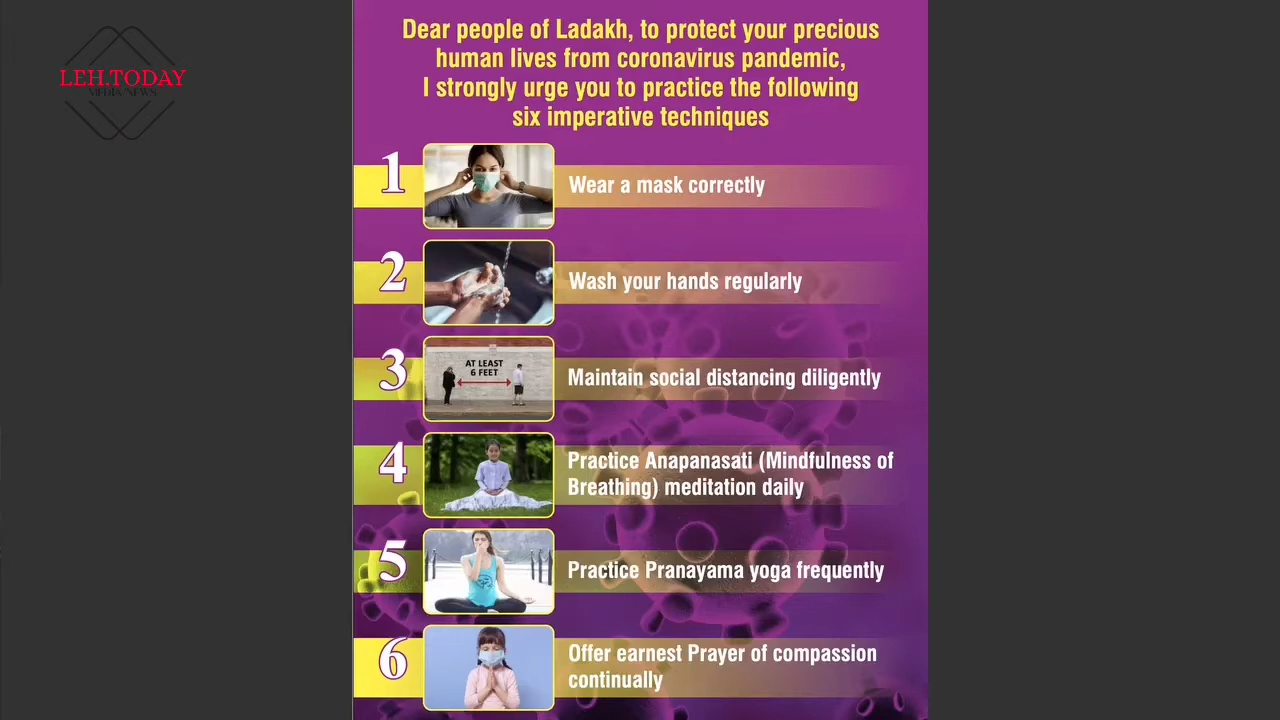 LEH.TODAY
MEDIA NEWS
Dear people of Ladakh, to protect your precious
human lives from coronavirus pandemic,
I strongly urge you to practice the following
six imperative techniques
1
Wear a mask correctly
2
Wash your hands regularly
3
AT LEAST
6 FEET
Maintain social distancing diligently
4
Practice Anapanasati (Mindfulness of
Breathing) meditation daily
5
Practice Pranayama yoga frequently
6
Offer earnest Prayer of compassion
continually